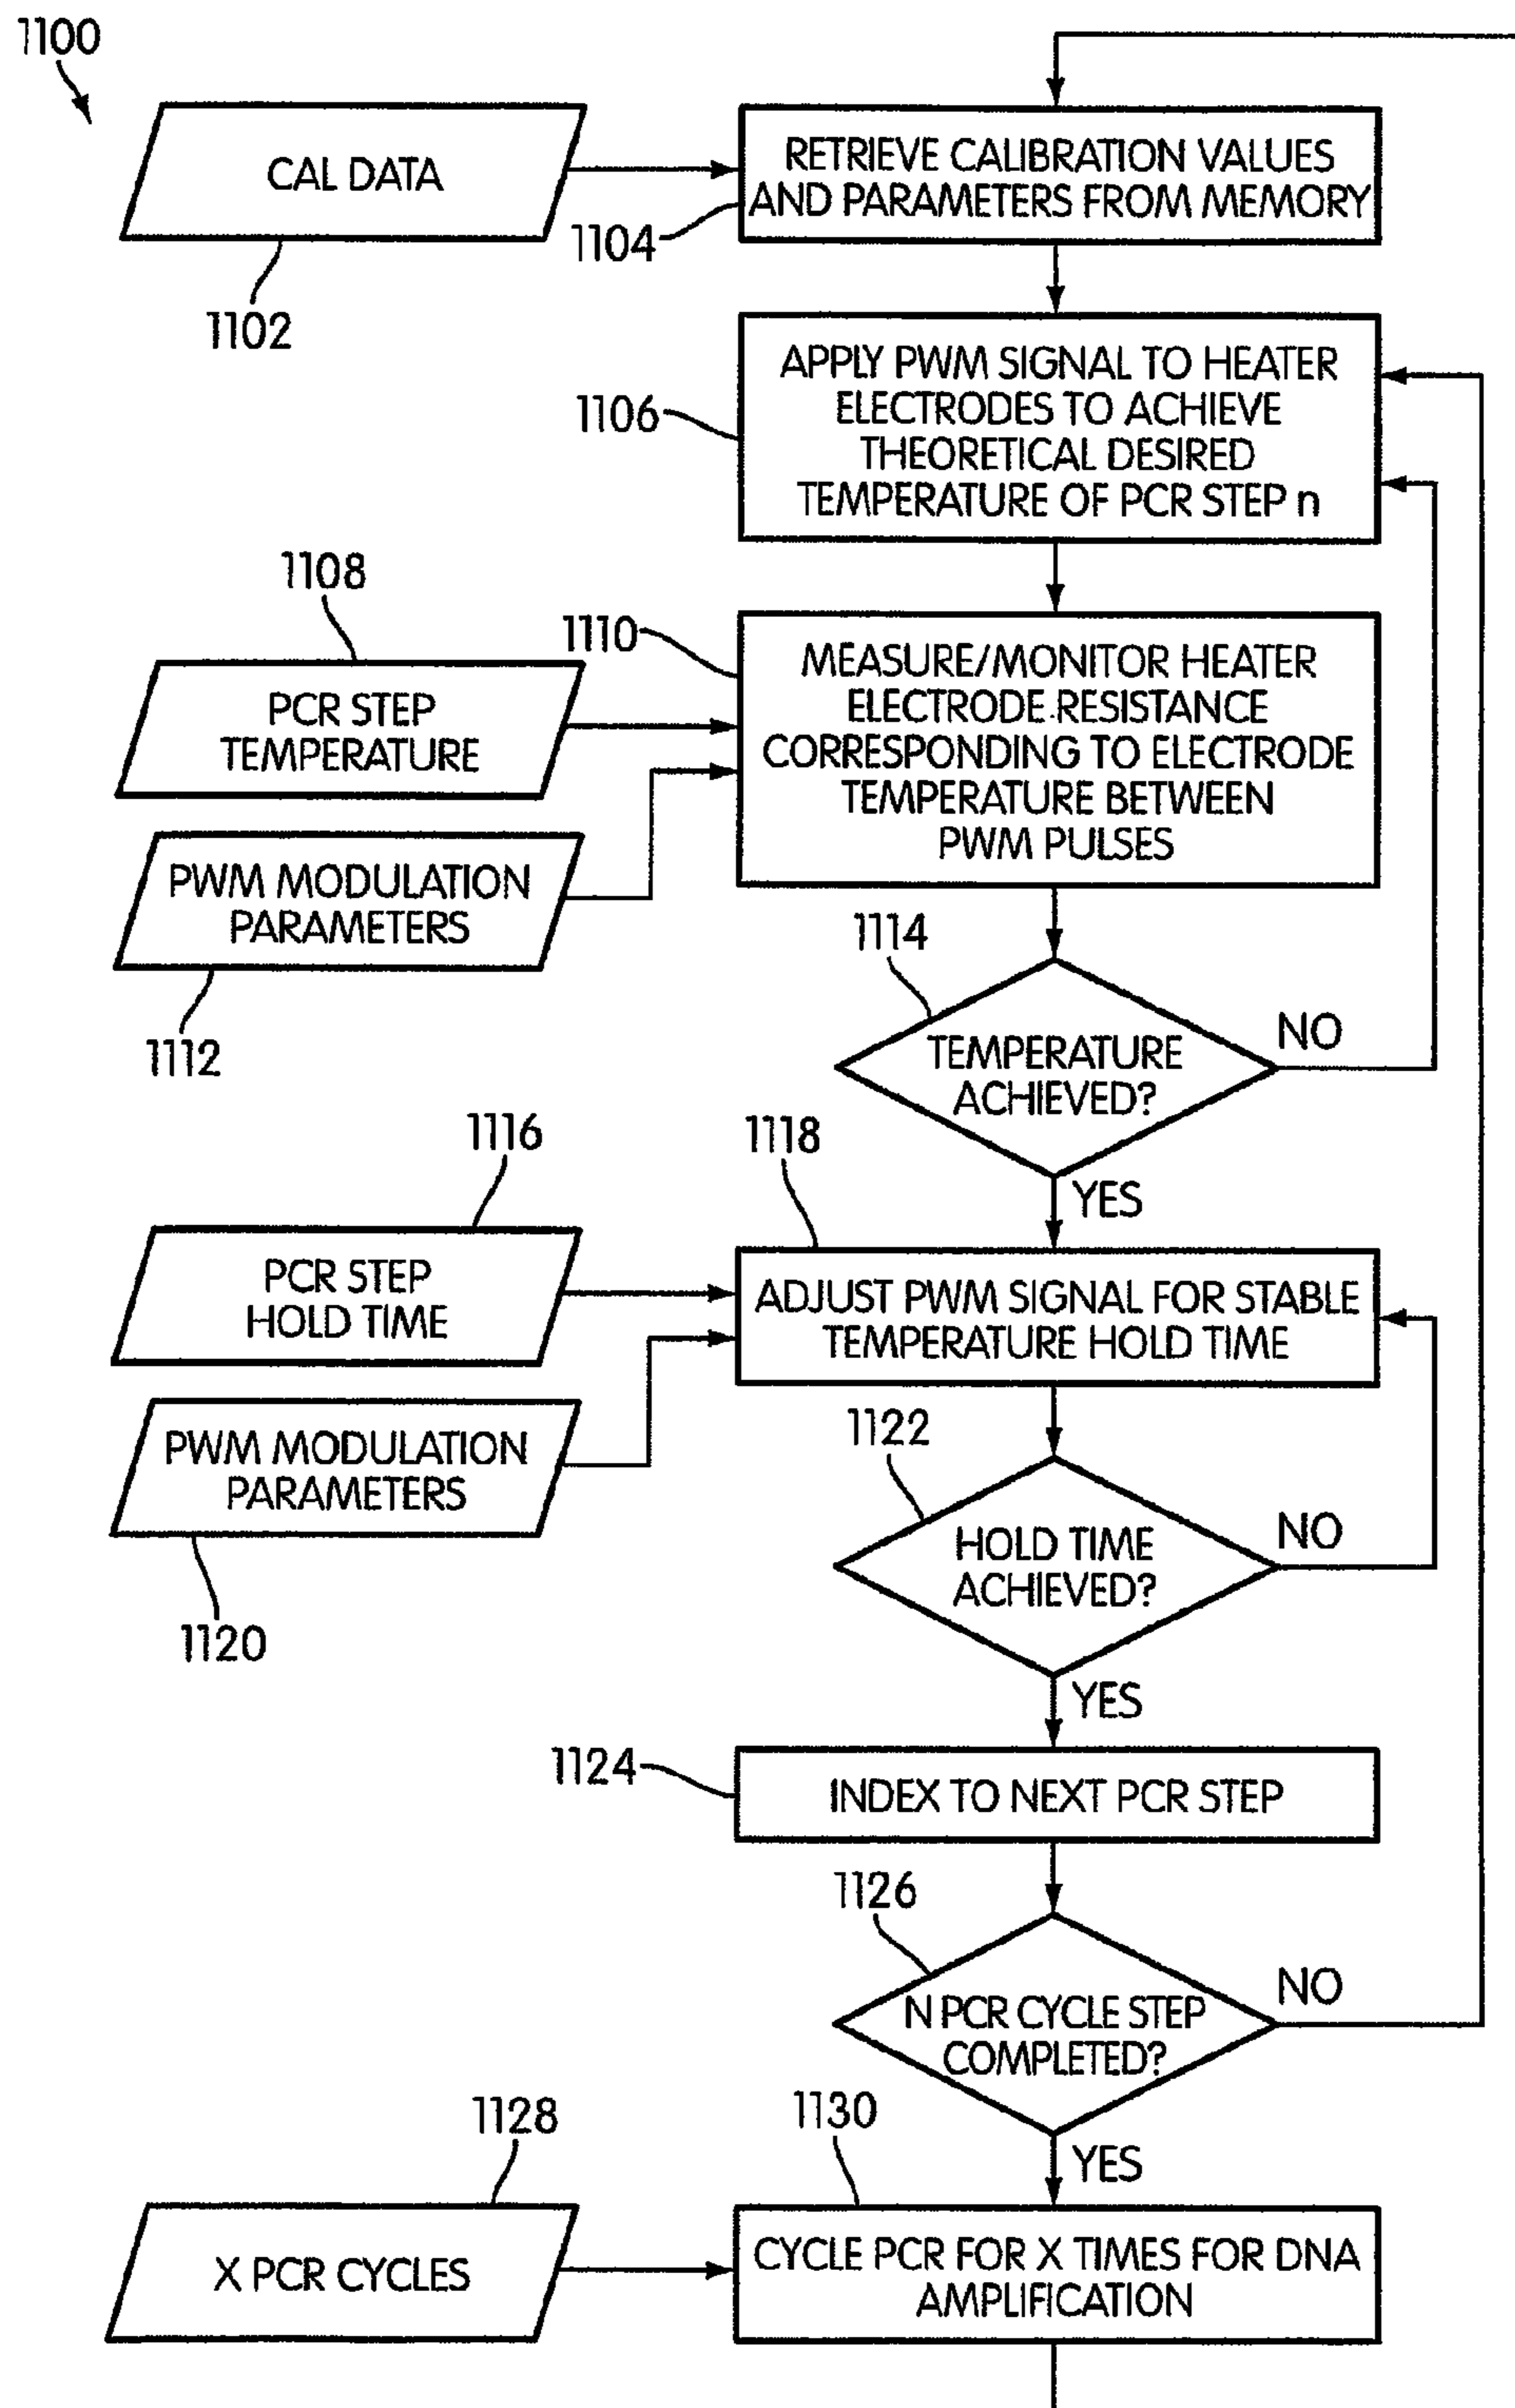 1100
CAL DATA
1102
RETRIEVE CALIBRATION VALUES
AND PARAMETERS FROM MEMORY
1104
APPLY PWM SIGNAL TO HEATER
ELECTRODES TO ACHIEVE
THEORETICAL DESIRED
TEMPERATURE OF PCR STEP n
1106
1108
PCR STEP
TEMPERATURE
1110
MEASURE/MONITOR HEATER
ELECTRODE.RESISTANCE
CORRESPONDING TO ELECTRODE
TEMPERATURE BETWEEN
PWM PULSES
PWM MODULATION
PARAMETERS
1112
1114
TEMPERATURE
ACHIEVED?
NO
YES
1116
PCR STEP
HOLD TIME
1118
ADJUST PWM SIGNAL FOR STABLE
TEMPERATURE HOLD TIME
PWM MODULATION
PARAMETERS
1120
1122
HOLD TIME
ACHIEVED?
NO
YES
1124
INDEX TO NEXT PCR STEP
1126
N PCR CYCLE STEP
COMPLETED?
NO
YES
1128
X PCR CYCLES
1130
CYCLE PCR FOR X TIMES FOR DNA
AMPLIFICATION